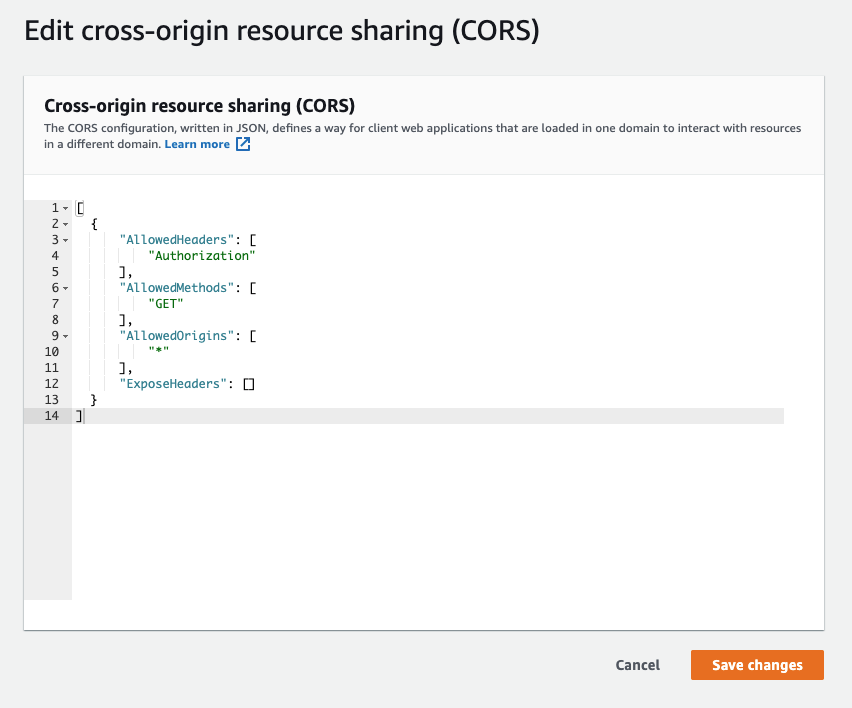 Edit cross-origin resource sharing (CORS)
Cross-origin resource sharing (CORS)
The CORS configuration, written in JSON, defines a way for client web applications that are loaded in one domain to interact with resources
in a different domain. Learn more
1 [
2 {
3 "AllowedHeaders": [
4 "Authorization"
5 ],
6 "AllowedMethods": [
7 "GET"
8 ],
9 "AllowedOrigins": [
10 "*"
11 ],
12 "ExposeHeaders": []
13 }
14 ]
Cancel Save changes